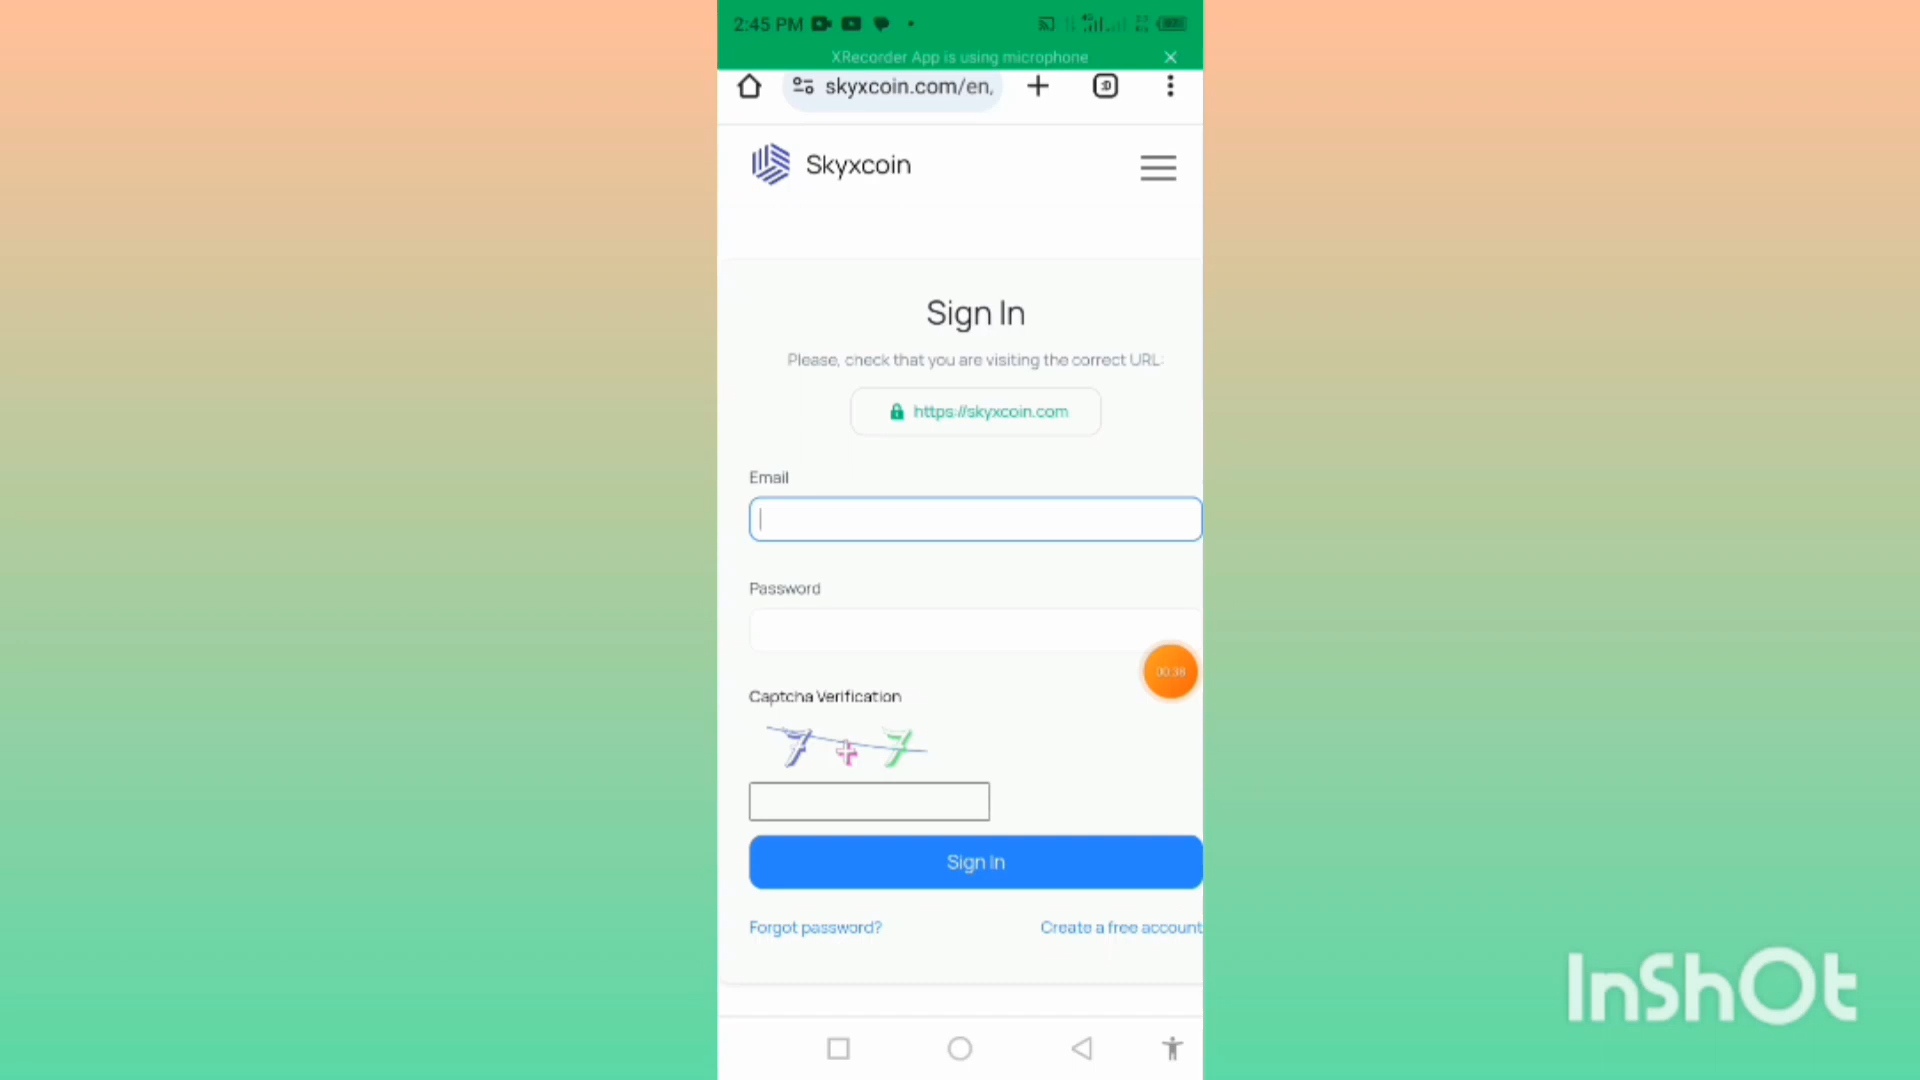 2:45 PM
XRecorder App is using microphone
skyxcoin.com/en,
:D
Skyxcoin
Sign In
Please, check that you are visiting the correct URL:
https://skyxcoin.com
Email
Password
00:38
Captcha Verification
7 + 7
Sign In
Forgot password?
Create a free account
InShOt